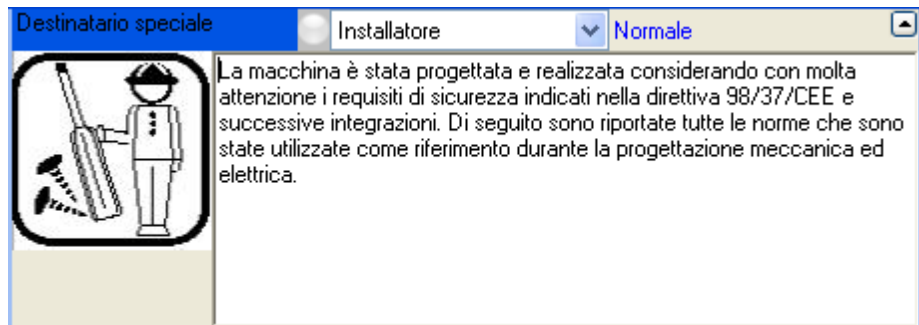 Destinatario speciale
Installatore
Normale
La macchina è stata progettata e realizzata considerando con molta
attenzione i requisiti di sicurezza indicati nella direttiva 98/37/CEE e
successive integrazioni. Di seguito sono riportate tutte le norme che sono
state utilizzate come riferimento durante la progettazione meccanica ed
elettrica.